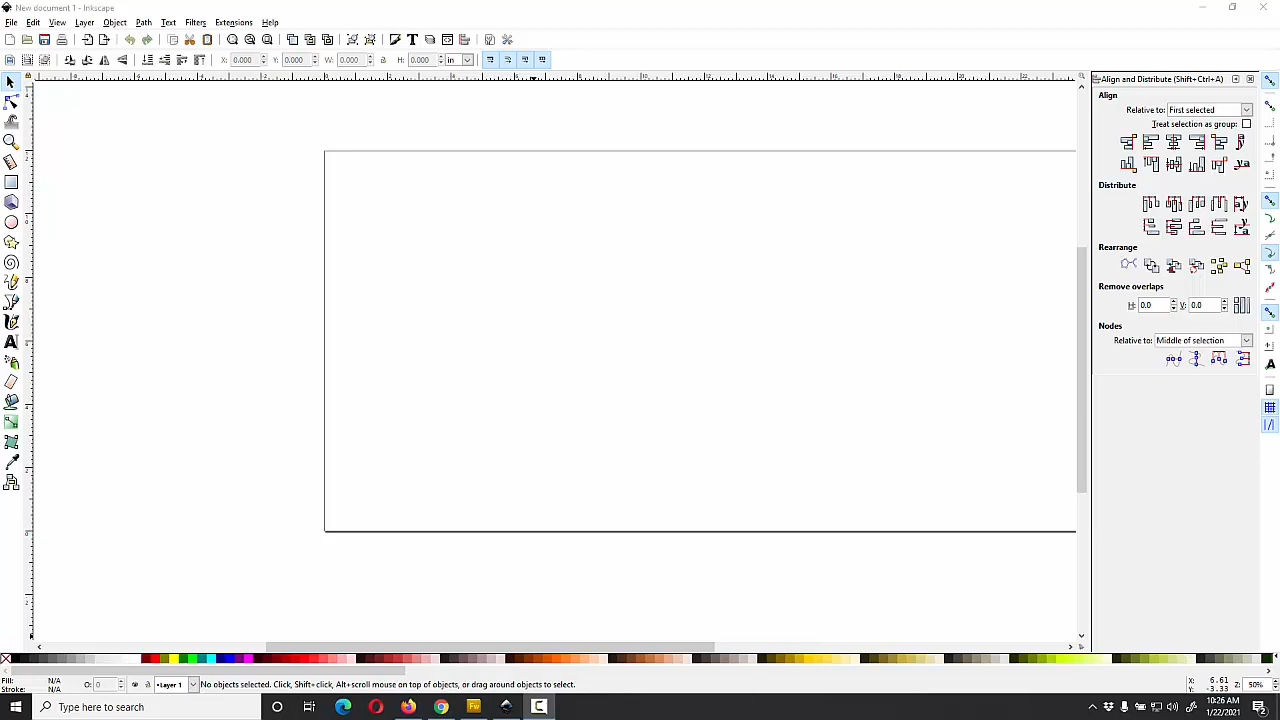 New document 1 - Inkscape
File Edit View Layer Object Path Text Filters Extensions Help
X: 0.000 Y: 0.000 W: 0.000 H: 0.000 in
Align and Distribute (Shift+Ctrl+A)
Align
Relative to: First selected
Treat selection as group:
Distribute
Rearrange
Remove overlaps
H: 0.0 V: 0.0
Nodes
Relative to: Middle of selection
Fill: N/A
Stroke: N/A
O: 0
•Layer 1
No objects selected. Click, Shift+click, Alt+scroll mouse on top of objects, or drag around objects to select.
X: 6.61
Y: -3.33
Z: 50%
Type here to search
10:26 AM
1/22/2021